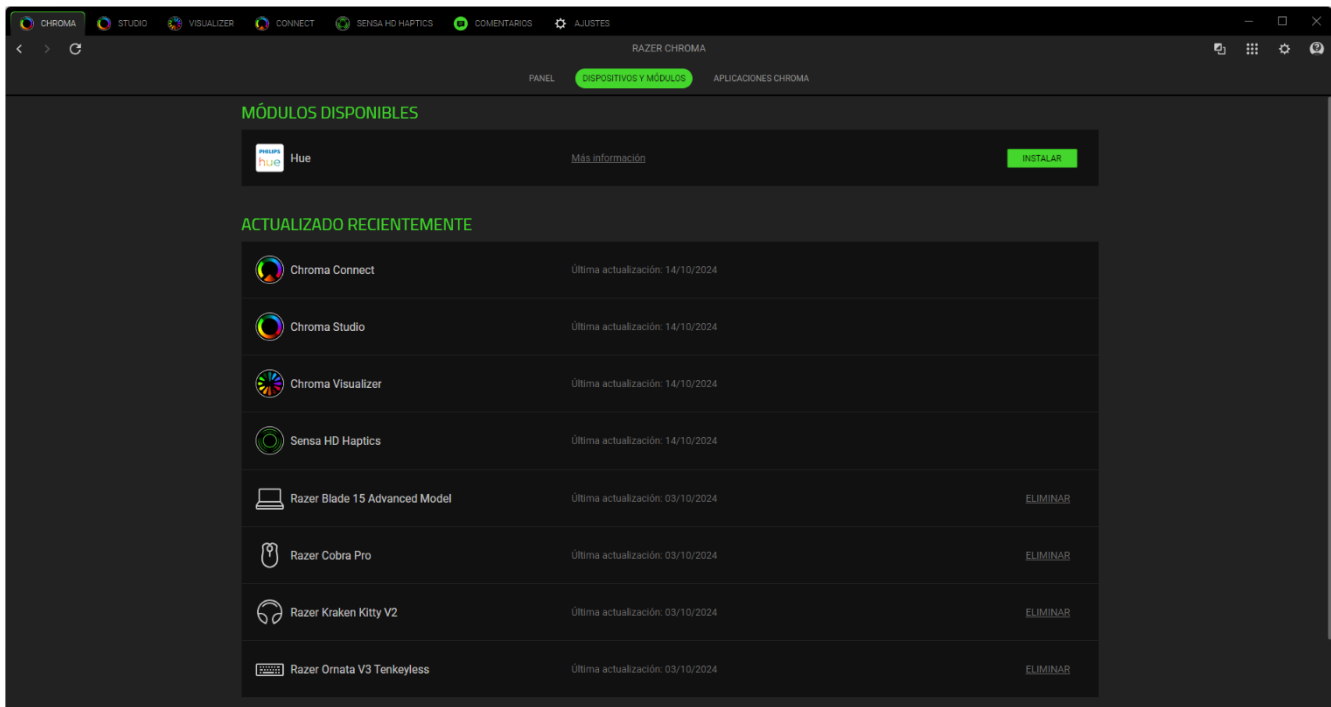 CHROMA STUDIO VISUALIZER CONNECT SENSA HD HAPTICS COMENTARIOS AJUSTES
RAZER CHROMA
PANEL DISPOSITIVOS Y MÓDULOS APLICACIONES CHROMA
MÓDULOS DISPONIBLES
PHILIPS
hue Hue Más información INSTALAR
ACTUALIZADO RECIENTEMENTE
Chroma Connect Última actualización: 14/10/2024
Chroma Studio Última actualización: 14/10/2024
Chroma Visualizer Última actualización: 14/10/2024
Sensa HD Haptics Última actualización: 14/10/2024
Razer Blade 15 Advanced Model Última actualización: 03/10/2024 ELIMINAR
Razer Cobra Pro Última actualización: 03/10/2024 ELIMINAR
Razer Kraken Kitty V2 Última actualización: 03/10/2024 ELIMINAR
Razer Ornata V3 Tenkeyless Última actualización: 03/10/2024 ELIMINAR